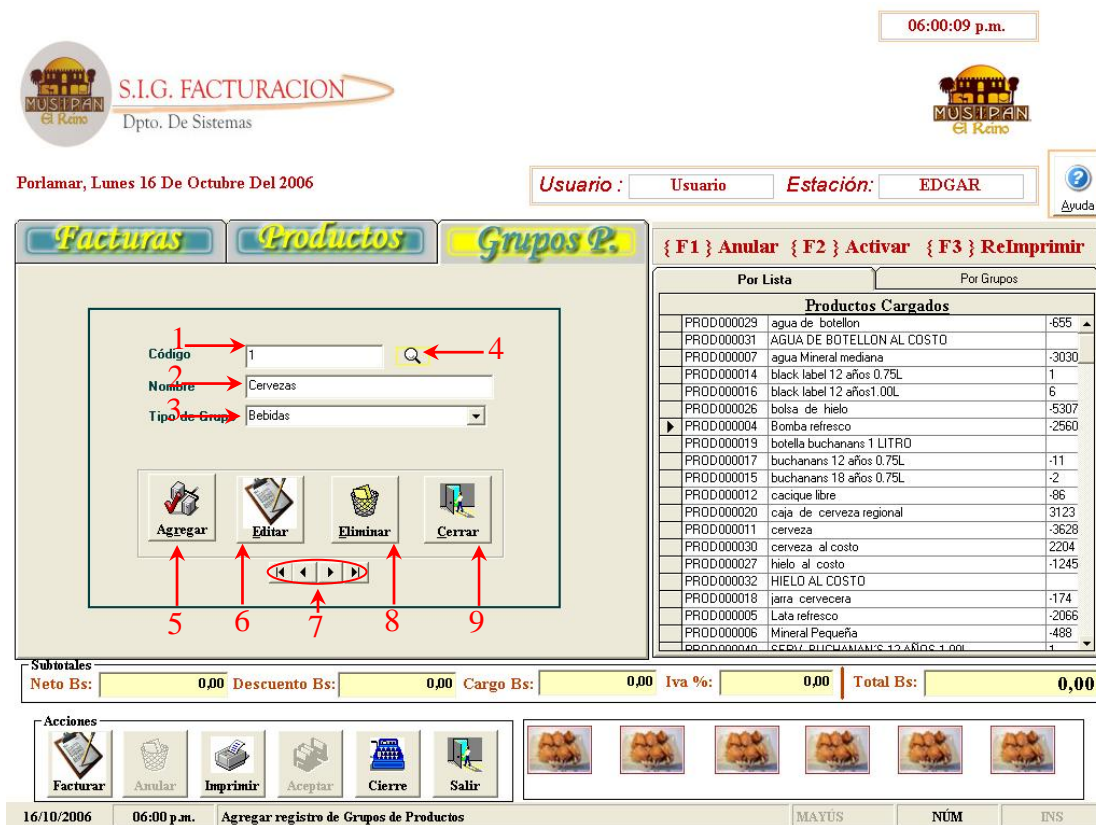 06:00:09 p.m.
MUSIPAN
El Reino
S.I.G. FACTURACION
Dpto. De Sistemas
MUSIPAN
El Reino
Porlamar, Lunes 16 De Octubre Del 2006
Usuario : Usuario Estación: EDGAR
Ayuda
Facturas Productos Grupos P.
{ F1 } Anular { F2 } Activar { F3 } ReImprimir
Por Lista Por Grupos
Productos Cargados
PROD000029 agua de botellon -655
PROD000031 AGUA DE BOTELLON AL COSTO
PROD000007 agua Mineral mediana -3030
PROD000014 black label 12 años 0.75L 1
PROD000016 black label 12 años1.00L 6
PROD000026 bolsa de hielo -5307
PROD000004 Bomba refresco -2560
PROD000019 botella buchanans 1 LITRO
PROD000017 buchanans 12 años 0.75L -11
PROD000015 buchanans 18 años 0.75L -2
PROD000012 cacique libre -86
PROD000020 caja de cerveza regional 3123
PROD000011 cerveza -3628
PROD000030 cerveza al costo 2204
PROD000027 hielo al costo -1245
PROD000032 HIELO AL COSTO
PROD000018 jarra cervecera -174
PROD000005 Lata refresco -2066
PROD000006 Mineral Pequeña -488
PROD000040 SERV. BUCHANAN'S 12 AÑOS 1.00L 1
1
Código 1 4
2
Nombre Cervezas
3
Tipo de Grupo Bebidas
Agregar Editar Eliminar Cerrar
5 6 7 8 9
Subtotales
Neto Bs: 0,00 Descuento Bs: 0,00 Cargo Bs: 0,00 Iva %: 0,00 Total Bs: 0,00
Acciones
Facturar Anular Imprimir Aceptar Cierre Salir
16/10/2006 06:00 p.m. Agregar registro de Grupos de Productos MAYÚS NÚM INS